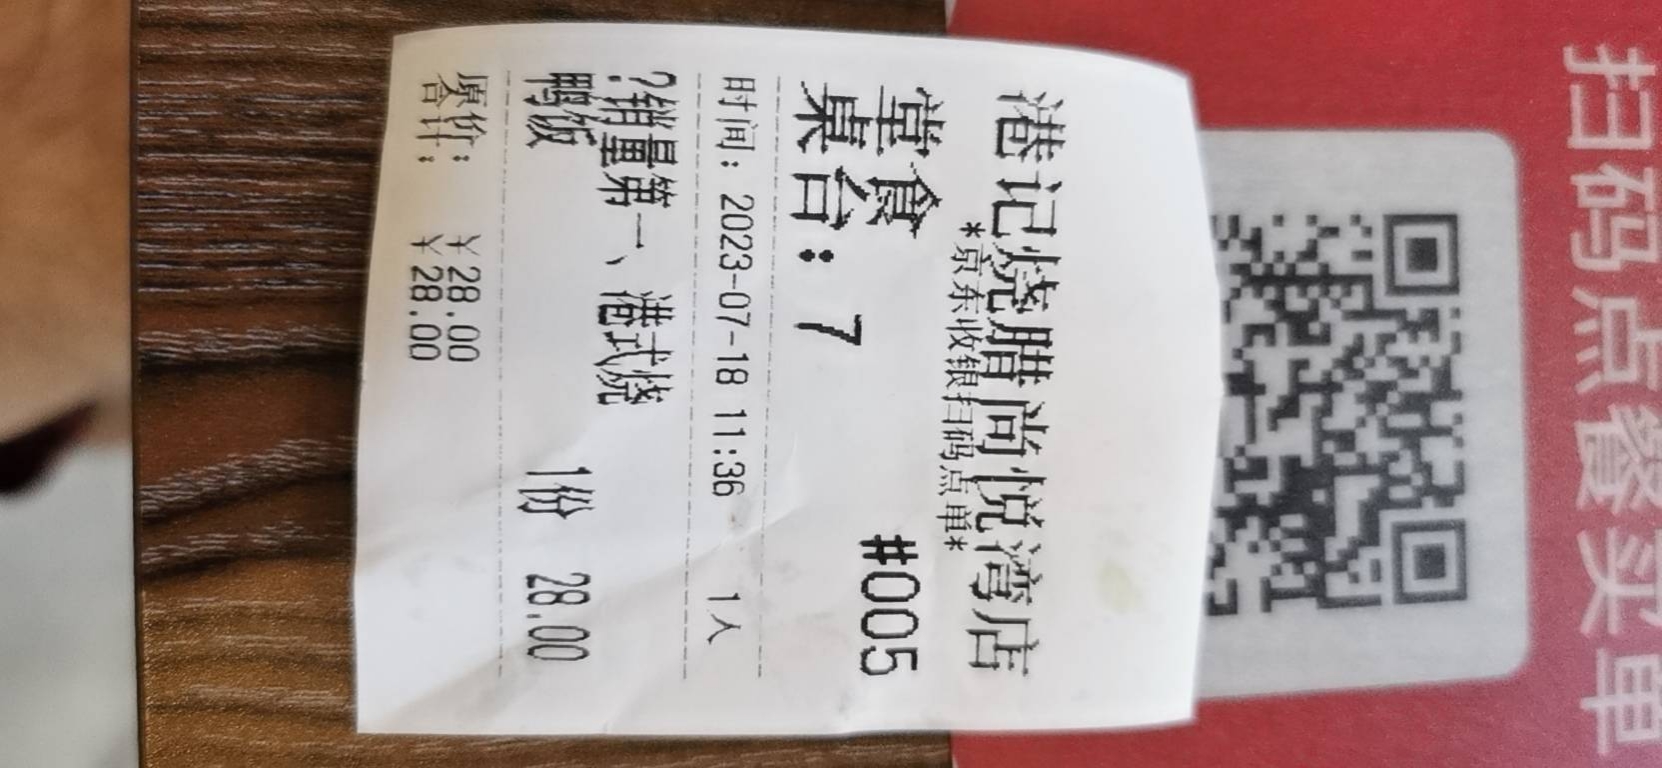 扫码点餐买单
港记烧腊尚悦湾店
*京东收银扫码点单*
堂食 #005
桌台：7
时间：2023-07-18 11:36 1人
?销量第一、港式烧
鸭饭 1份 28.00
原价： ￥28.00
合计： ￥28.00